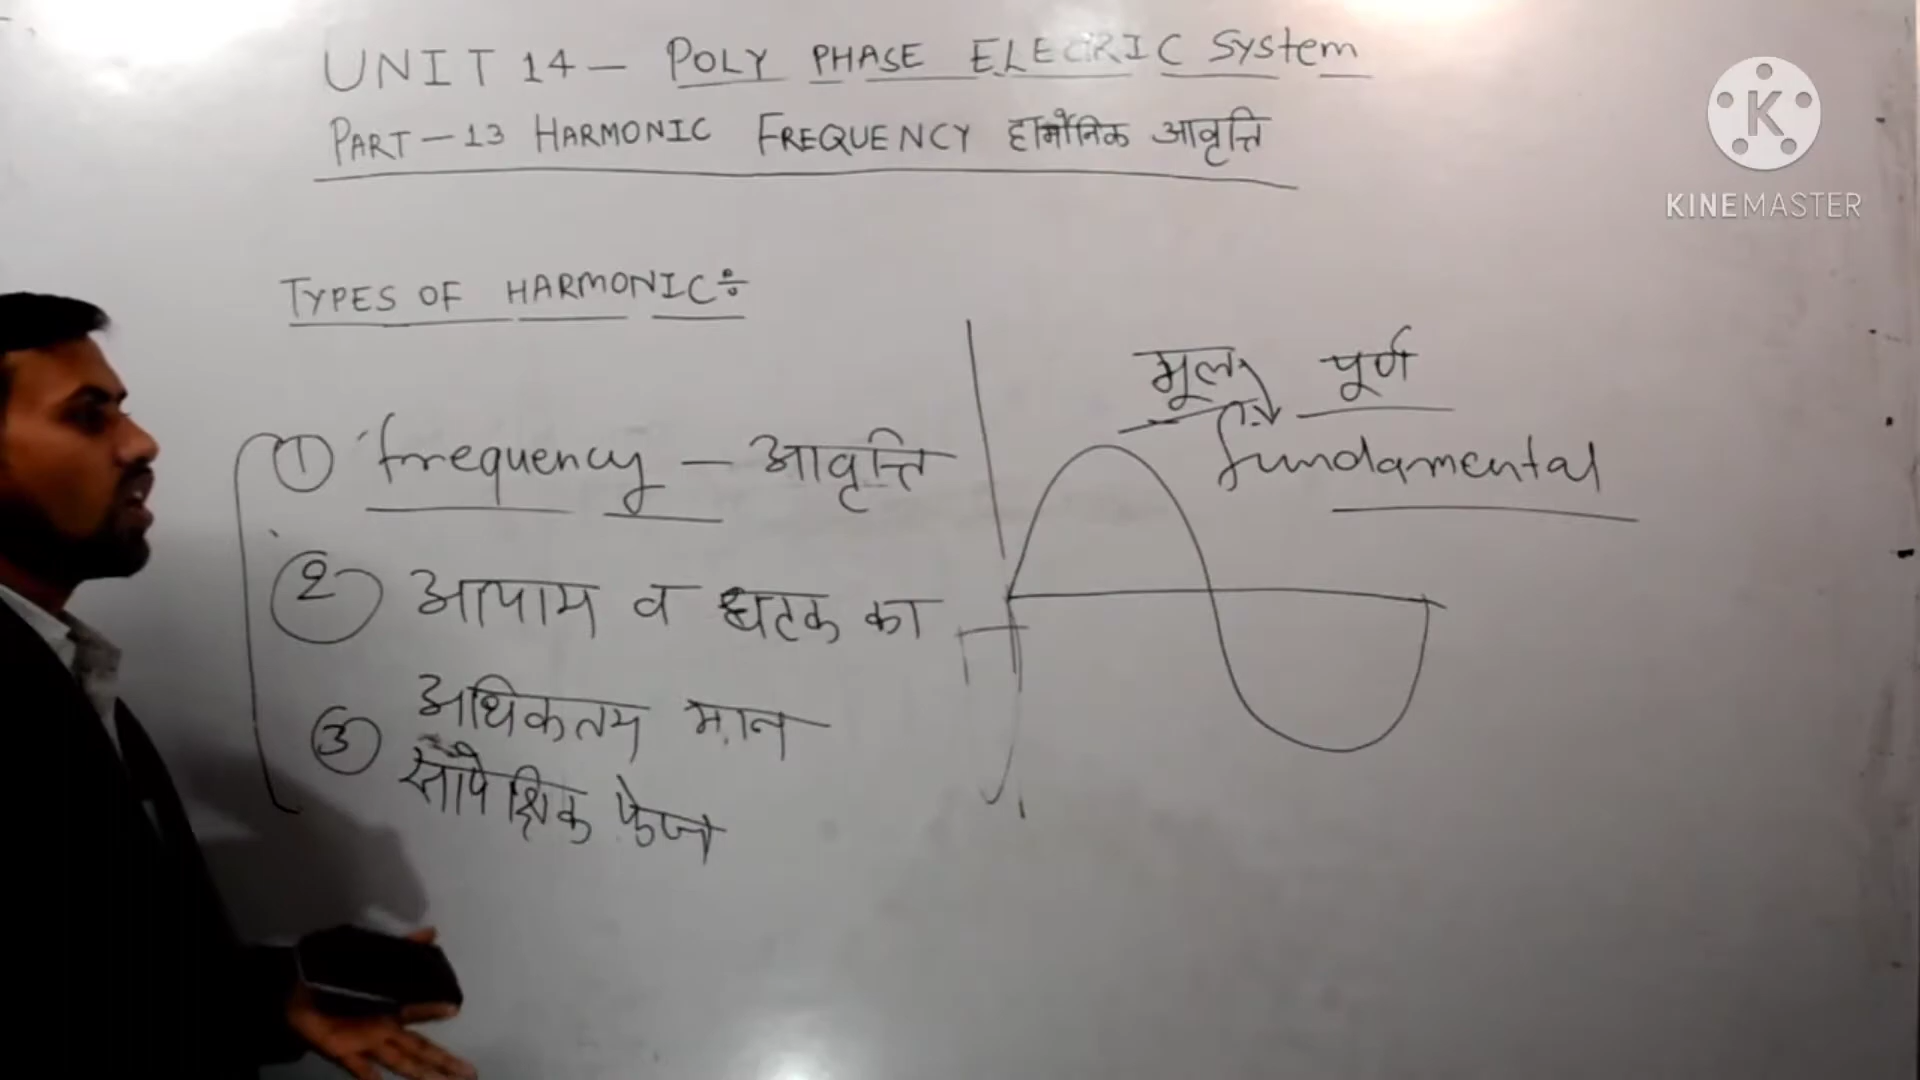 UNIT 14 - POLY PHASE ELECRIC System
PART - 13 HARMONIC FREQUENCY हार्मोनिक आवृत्ति
K
KINEMASTER
TYPES OF HARMONIC÷
मूल पूर्ण
fundamental
① frequency - आवृत्ति
② आयाम व घटक का
अधिकतम मान
③ सापेक्षिक फेज